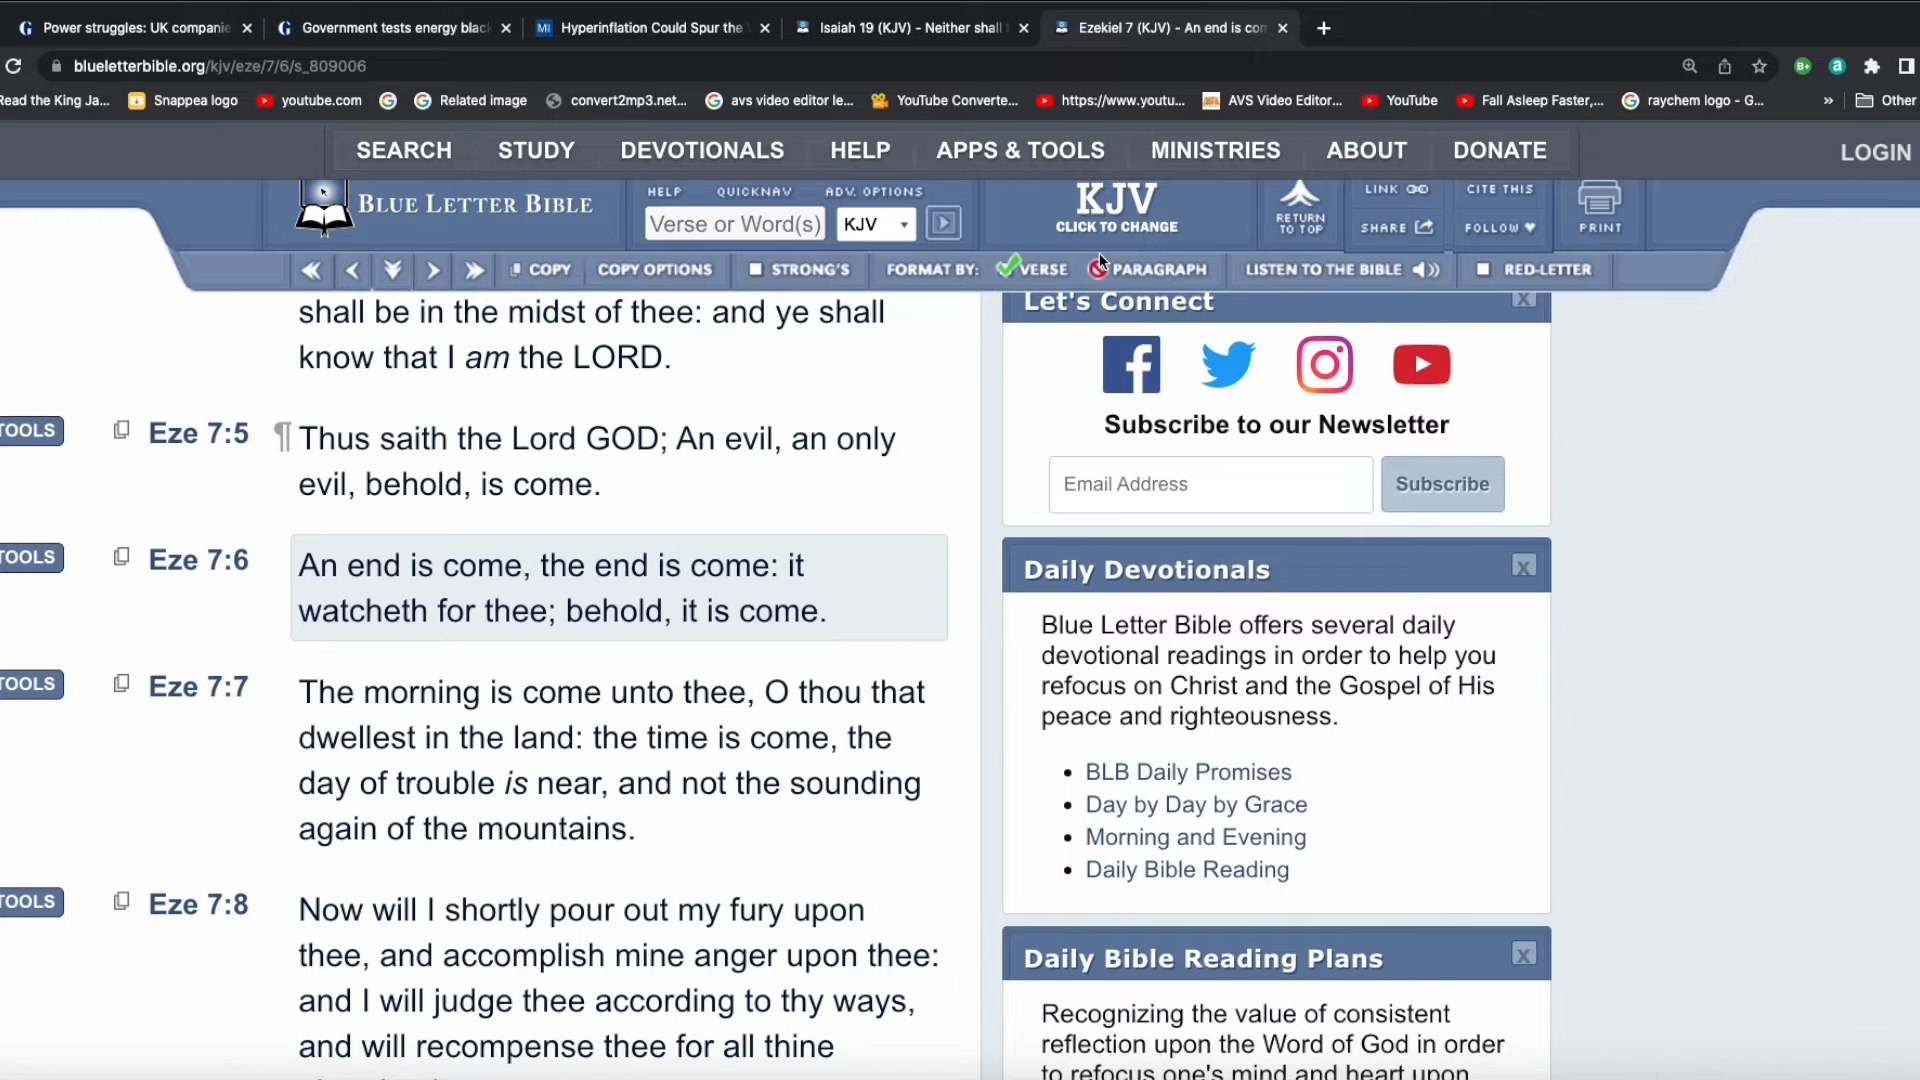 Power struggles: UK companie
Government tests energy blac
MI Hyperinflation Could Spur the
Isaiah 19 (KJV) - Neither shall
Ezekiel 7 (KJV) - An end is com
blueletterbible.org/kjv/eze/7/6/s_809006
Read the King Ja...
Snappea logo
youtube.com
Related image
convert2mp3.net...
avs video editor le...
YouTube Converte...
https://www.youtu...
AVS Video Editor...
YouTube
Fall Asleep Faster,...
raychem logo - G...
Other
SEARCH STUDY DEVOTIONALS HELP APPS & TOOLS MINISTRIES ABOUT DONATE LOGIN
BLUE LETTER BIBLE
HELP QUICKNAV ADV. OPTIONS
Verse or Word(s) KJV
KJV
CLICK TO CHANGE
RETURN
TO TOP
LINK
SHARE
CITE THIS
FOLLOW
PRINT
COPY COPY OPTIONS STRONG'S FORMAT BY: VERSE PARAGRAPH LISTEN TO THE BIBLE RED-LETTER
shall be in the midst of thee: and ye shall
know that I am the LORD.
TOOLS Eze 7:5 ¶ Thus saith the Lord GOD; An evil, an only
evil, behold, is come.
TOOLS Eze 7:6 An end is come, the end is come: it
watcheth for thee; behold, it is come.
TOOLS Eze 7:7 The morning is come unto thee, O thou that
dwellest in the land: the time is come, the
day of trouble is near, and not the sounding
again of the mountains.
TOOLS Eze 7:8 Now will I shortly pour out my fury upon
thee, and accomplish mine anger upon thee:
and I will judge thee according to thy ways,
and will recompense thee for all thine
Let's Connect
Subscribe to our Newsletter
Email Address Subscribe
Daily Devotionals
Blue Letter Bible offers several daily
devotional readings in order to help you
refocus on Christ and the Gospel of His
peace and righteousness.
BLB Daily Promises
Day by Day by Grace
Morning and Evening
Daily Bible Reading
Daily Bible Reading Plans
Recognizing the value of consistent
reflection upon the Word of God in order
to refocus one's mind and heart upon